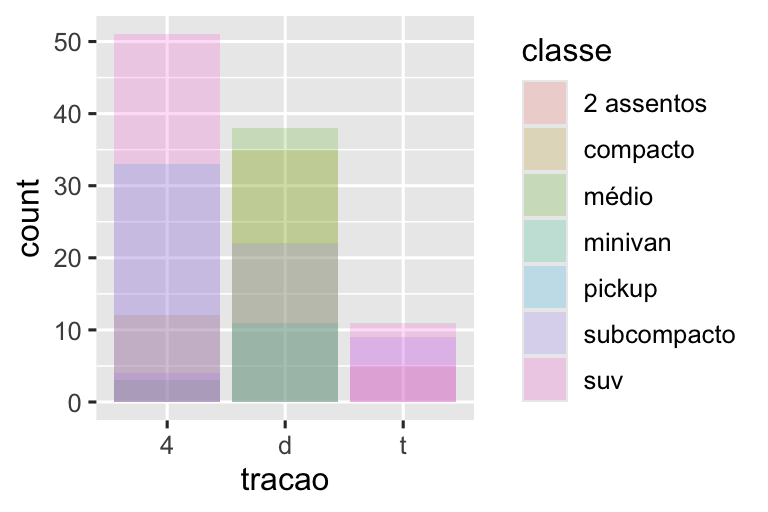 50
40
30
20
10
0
count
4 d t
tracao
classe
2 assentos
compacto
médio
minivan
pickup
subcompacto
suv